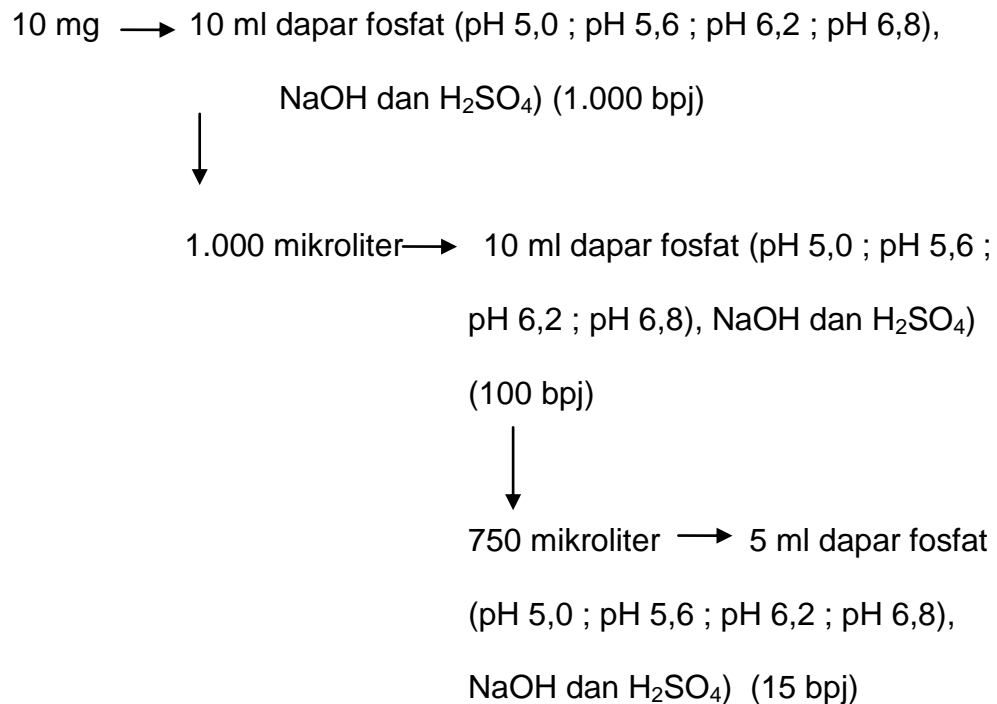 10 mg → 10 ml dapar fosfat (pH 5,0 ; pH 5,6 ; pH 6,2 ; pH 6,8),
NaOH dan H₂SO₄) (1.000 bpj)
1.000 mikroliter → 10 ml dapar fosfat (pH 5,0 ; pH 5,6 ;
pH 6,2 ; pH 6,8), NaOH dan H₂SO₄)
(100 bpj)
750 mikroliter → 5 ml dapar fosfat
(pH 5,0 ; pH 5,6 ; pH 6,2 ; pH 6,8),
NaOH dan H₂SO₄) (15 bpj)